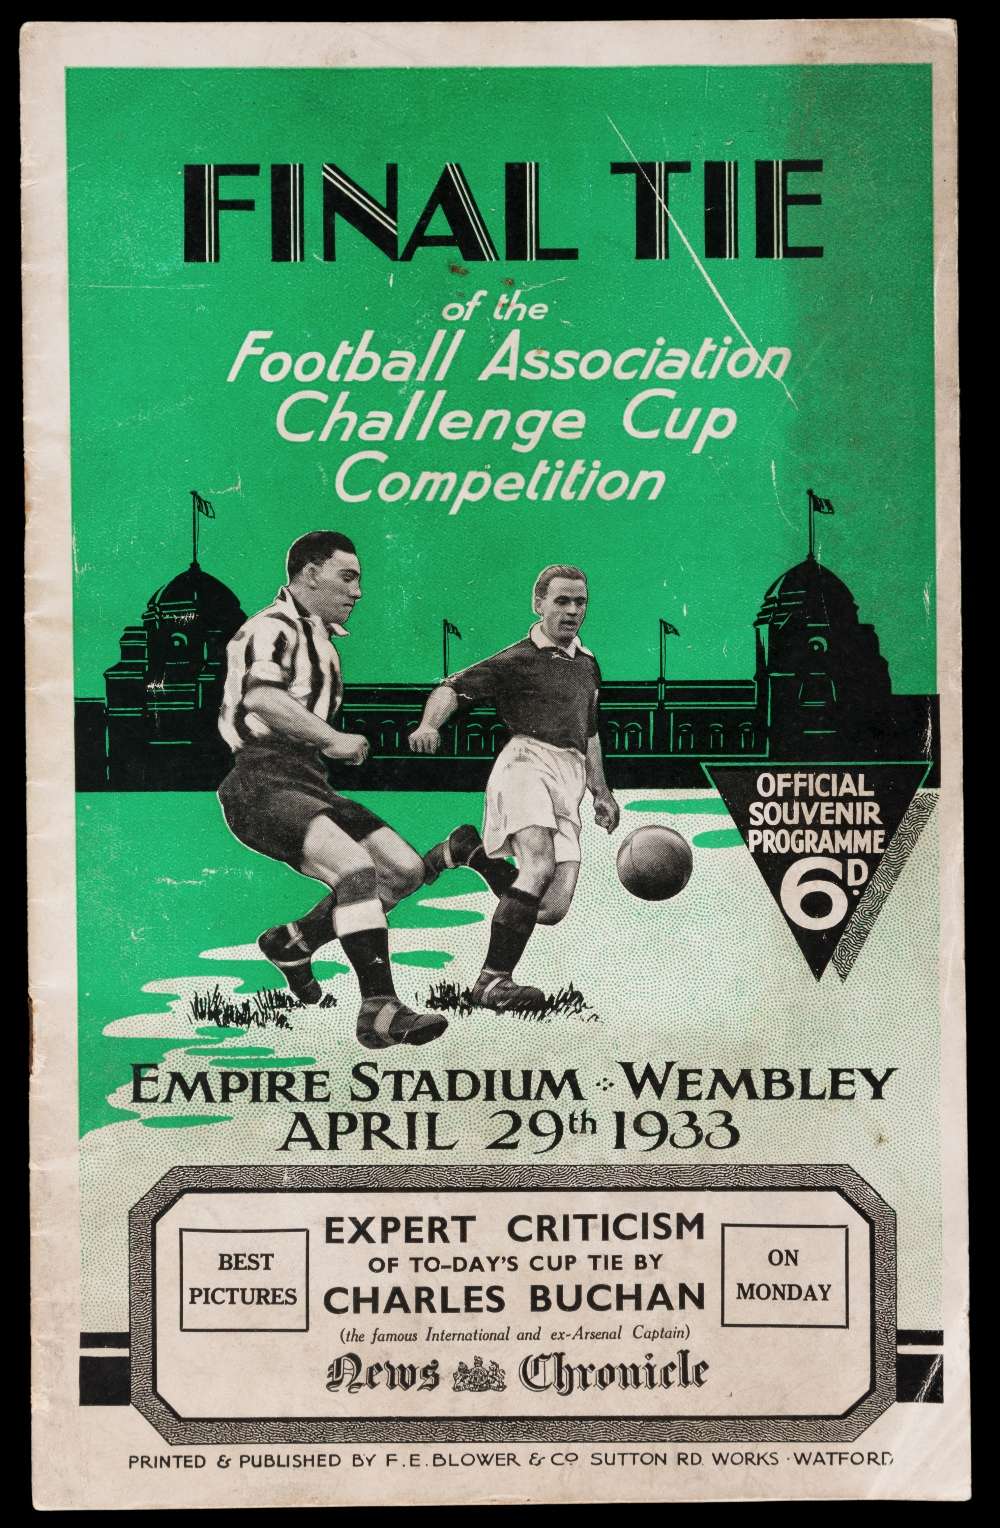 FINAL TIE
of the
Football Association
Challenge Cup
Competition
OFFICIAL
SOUVENIR
PROGRAMME
6D.
EMPIRE STADIUM · WEMBLEY
APRIL 29th 1933
BEST
PICTURES
EXPERT CRITICISM
OF TO-DAY'S CUP TIE BY
CHARLES BUCHAN
(the famous International and ex-Arsenal Captain)
News Chronicle
ON
MONDAY
PRINTED & PUBLISHED BY F.E. BLOWER & CO SUTTON RD. WORKS · WATFORD